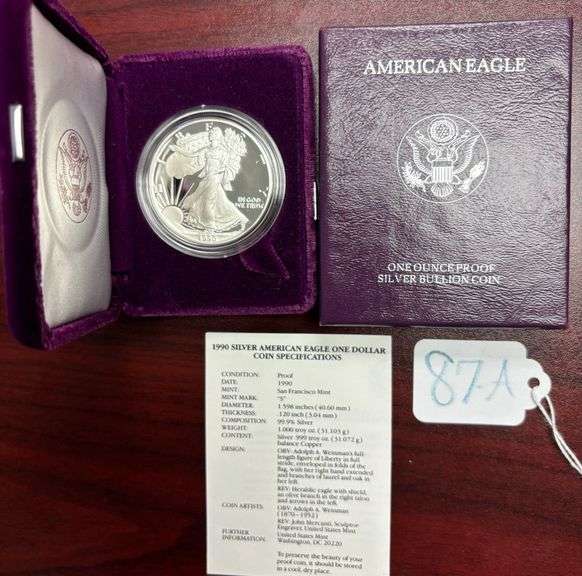 IN GOD
WE TRUST
1990
AMERICAN EAGLE
ONE OUNCE PROOF
SILVER BULLION COIN
87-A
1990 SILVER AMERICAN EAGLE ONE DOLLAR
COIN SPECIFICATIONS
CONDITION: Proof
DATE: 1990
MINT: San Francisco Mint
MINT MARK: "S"
DIAMETER: 1.598 inches (40.60 mm)
THICKNESS: .120 inch (3.04 mm)
COMPOSITION: 99.9% Silver
WEIGHT: 1.000 troy oz. (31.103 g)
CONTENT: Silver .999 troy oz. (31.072 g)
balance Copper
DESIGN: OBV: Adolph A. Weinman's full
length figure of Liberty in full
stride, enveloped in folds of the
flag, with her right hand extended
and branches of laurel and oak in
her left.
REV: Heraldic eagle with shield,
an olive branch in the right talon
and arrows in the left.
COIN ARTISTS: OBV: Adolph A. Weinman
(1870-1952)
REV: John Mercanti, Sculptor-
Engraver, United States Mint
FURTHER United States Mint
INFORMATION: Washington, DC 20220
To preserve the beauty of your
proof coin, it should be stored
in a cool, dry place.